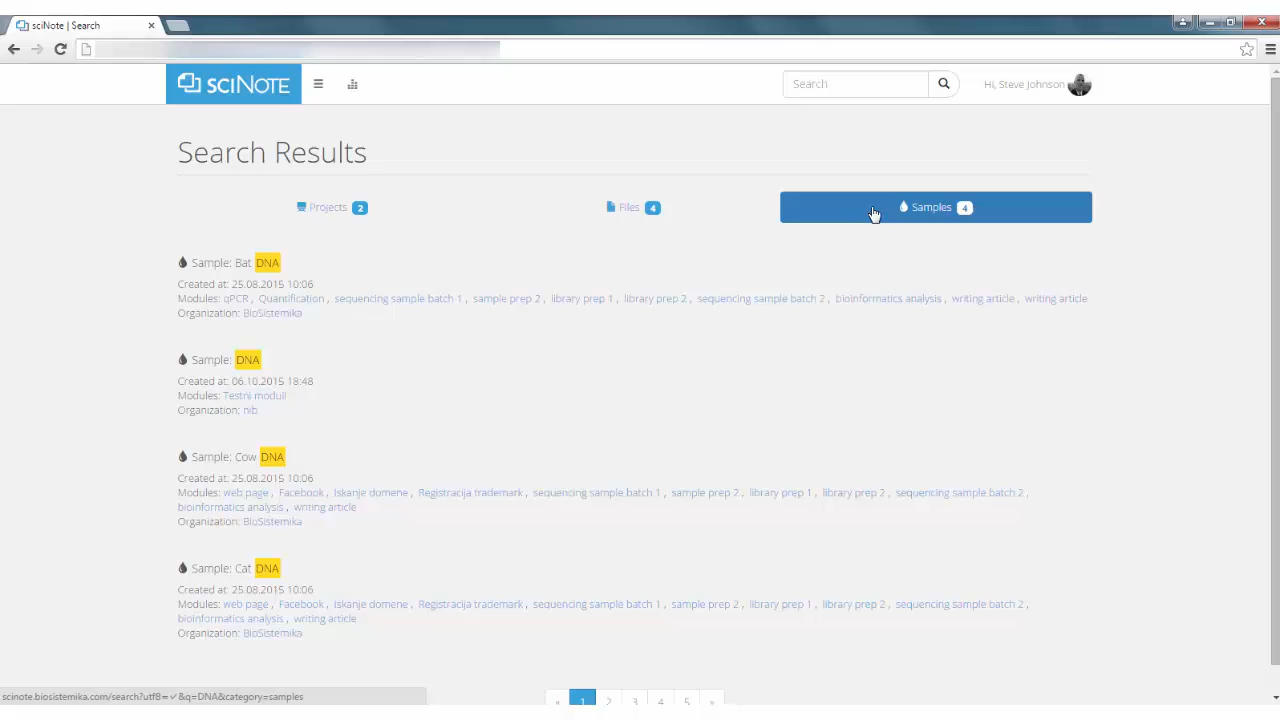 sciNote | Search
SCINOTE
Search
Hi, Steve Johnson
Search Results
Projects 2
Files 4
Samples 4
Sample: Bat DNA
Created at: 25.08.2015 10:06
Modules: qPCR , Quantification , sequencing sample batch 1 , sample prep 2 , library prep 1 , library prep 2 , sequencing sample batch 2 , bioinformatics analysis , writing article , writing article
Organization: BioSistemika
Sample: DNA
Created at: 06.10.2015 18:48
Modules: Testni modull
Organization: nib
Sample: Cow DNA
Created at: 25.08.2015 10:06
Modules: web page , Facebook , Iskanje domene , Registracija trademark , sequencing sample batch 1 , sample prep 2 , library prep 1 , library prep 2 , sequencing sample batch 2 ,
bioinformatics analysis , writing article
Organization: BioSistemika
Sample: Cat DNA
Created at: 25.08.2015 10:06
Modules: web page , Facebook , Iskanje domene , Registracija trademark , sequencing sample batch 1 , sample prep 2 , library prep 1 , library prep 2 , sequencing sample batch 2 ,
bioinformatics analysis , writing article
Organization: BioSistemika
scinote.biosistemika.com/search?utf8=✓&q=DNA&category=samples
« 1 2 3 4 5 »